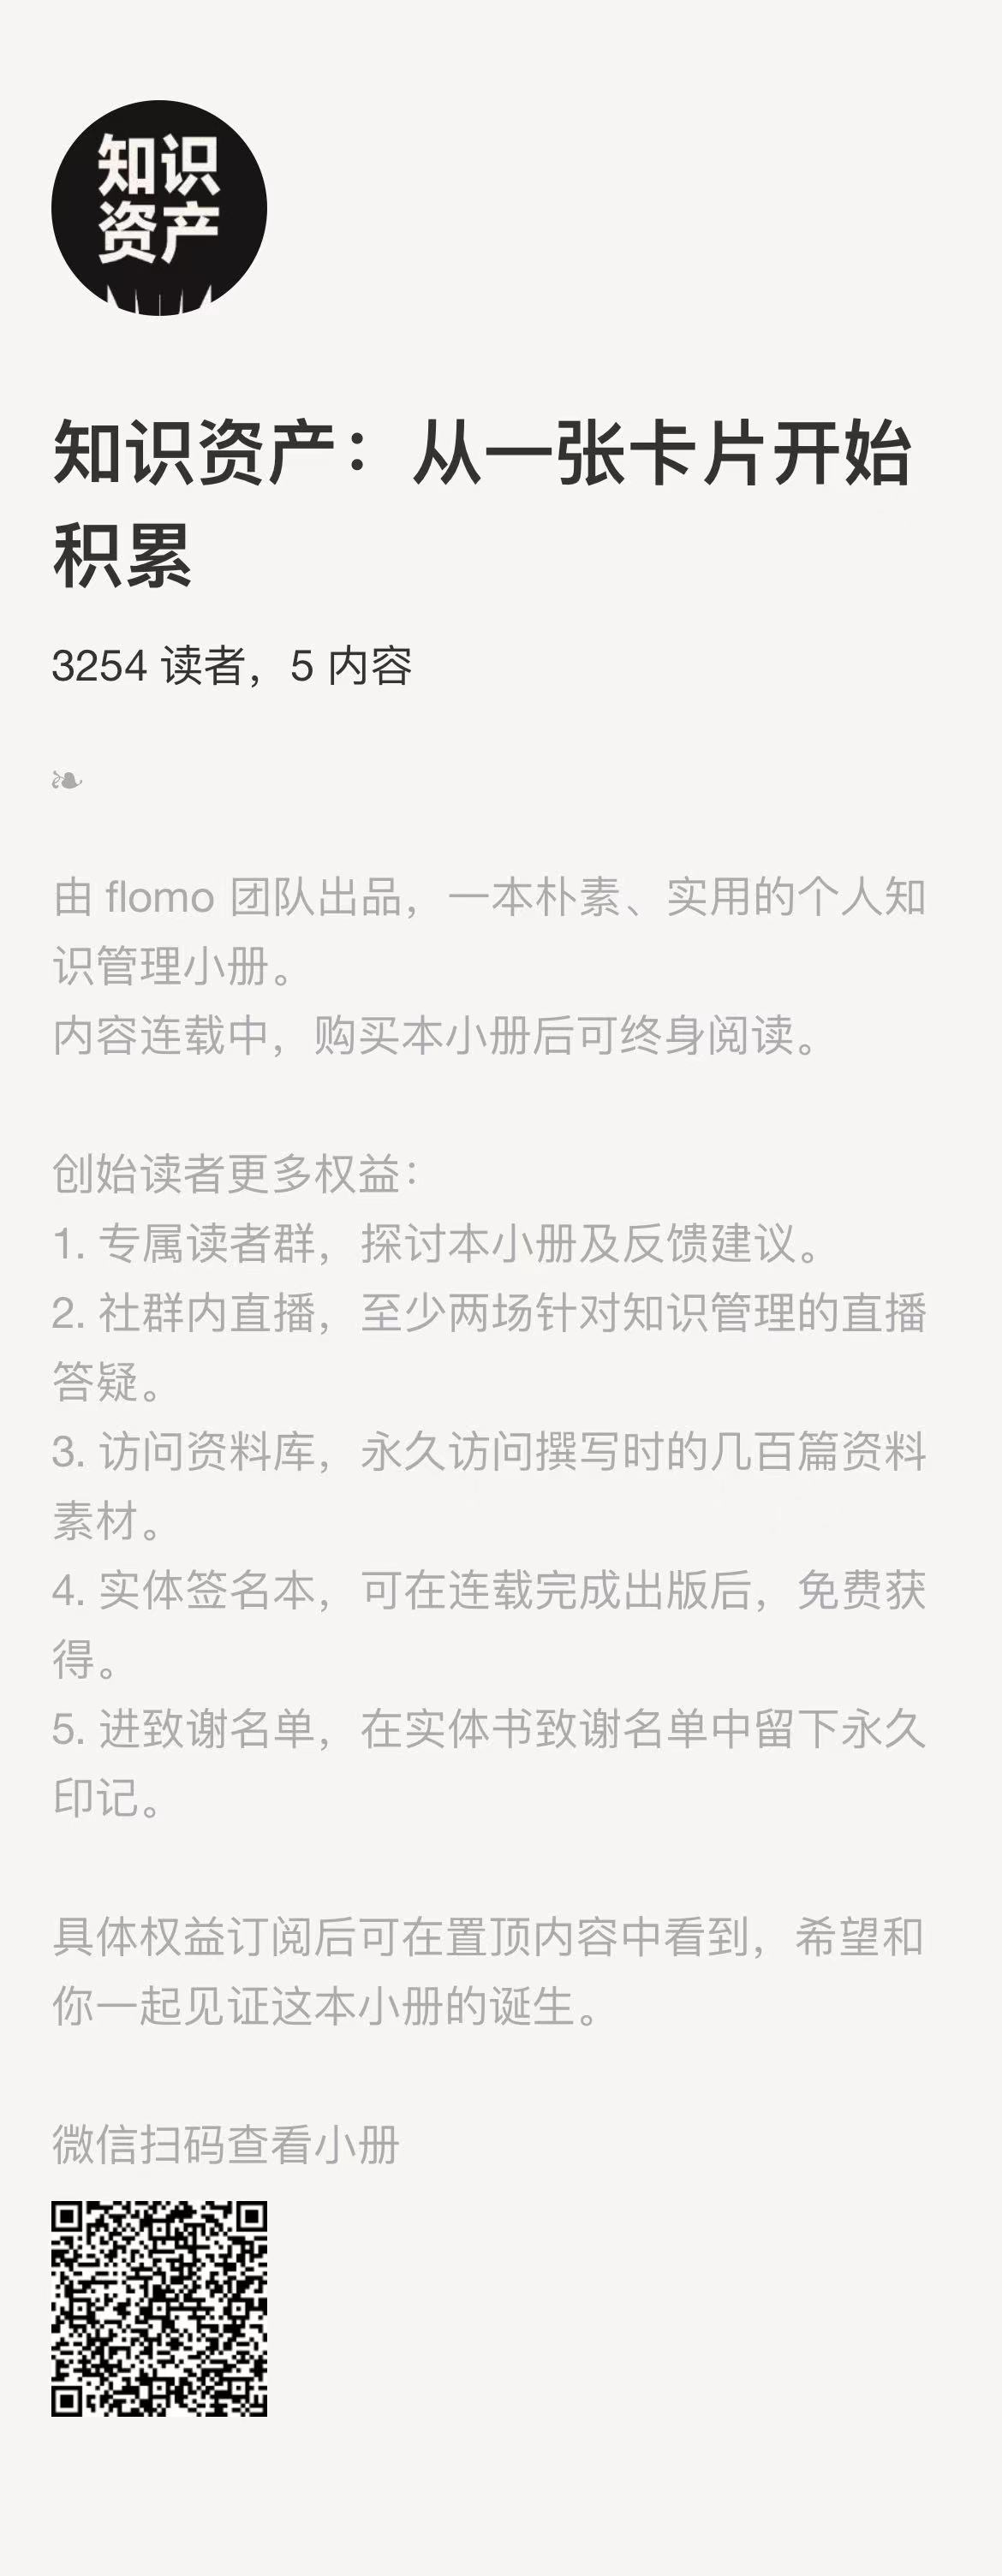 知识
资产
知识资产：从一张卡片开始
积累
3254 读者，5 内容
❧
由 flomo 团队出品，一本朴素、实用的个人知
识管理小册。
内容连载中，购买本小册后可终身阅读。
创始读者更多权益：
1. 专属读者群，探讨本小册及反馈建议。
2. 社群内直播，至少两场针对知识管理的直播
答疑。
3. 访问资料库，永久访问撰写时的几百篇资料
素材。
4. 实体签名本，可在连载完成出版后，免费获
得。
5. 进致谢名单，在实体书致谢名单中留下永久
印记。
具体权益订阅后可在置顶内容中看到，希望和
你一起见证这本小册的诞生。
微信扫码查看小册